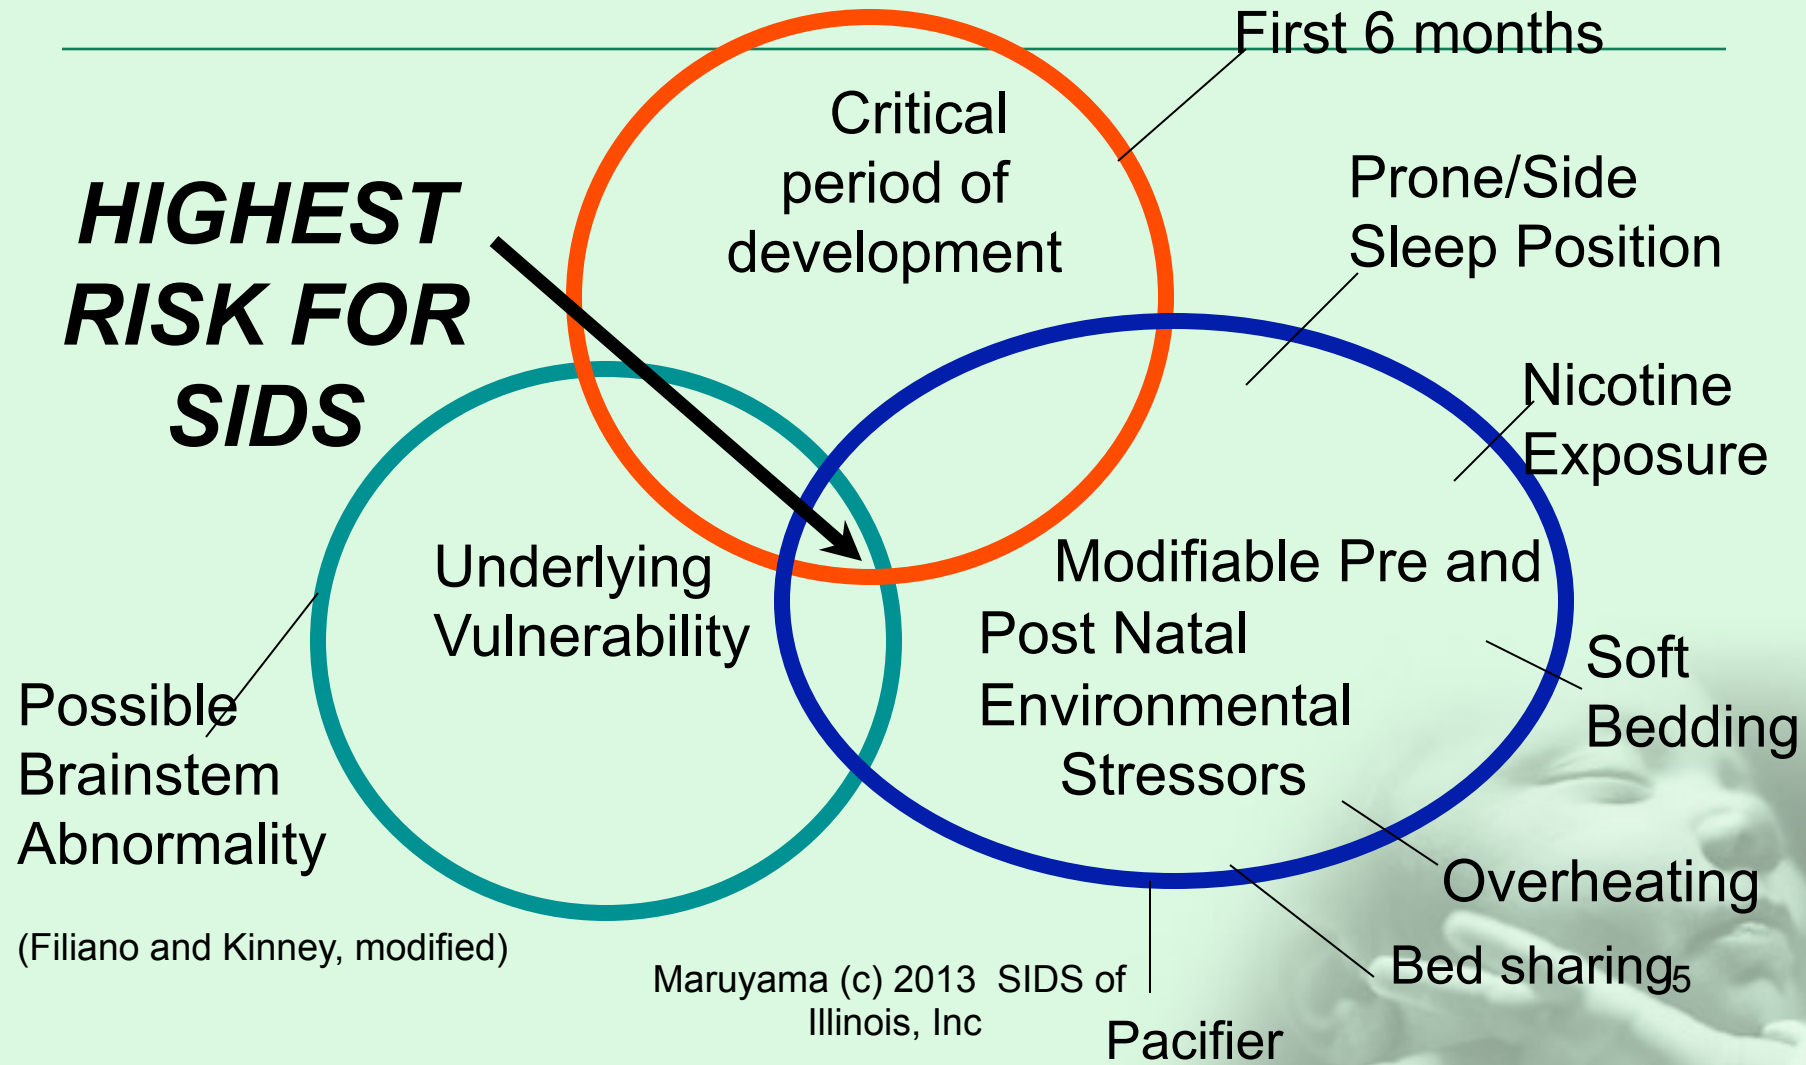 First 6 months
Critical
period of
development
HIGHEST
RISK FOR
SIDS
Prone/Side
Sleep Position
Nicotine
Exposure
Underlying
Vulnerability
Modifiable Pre and
Post Natal
Environmental
Stressors
Soft
Bedding
Possible
Brainstem
Abnormality
Overheating
(Filiano and Kinney, modified)
Bed sharing
5
Maruyama (c) 2013  SIDS of
Illinois, Inc
Pacifier